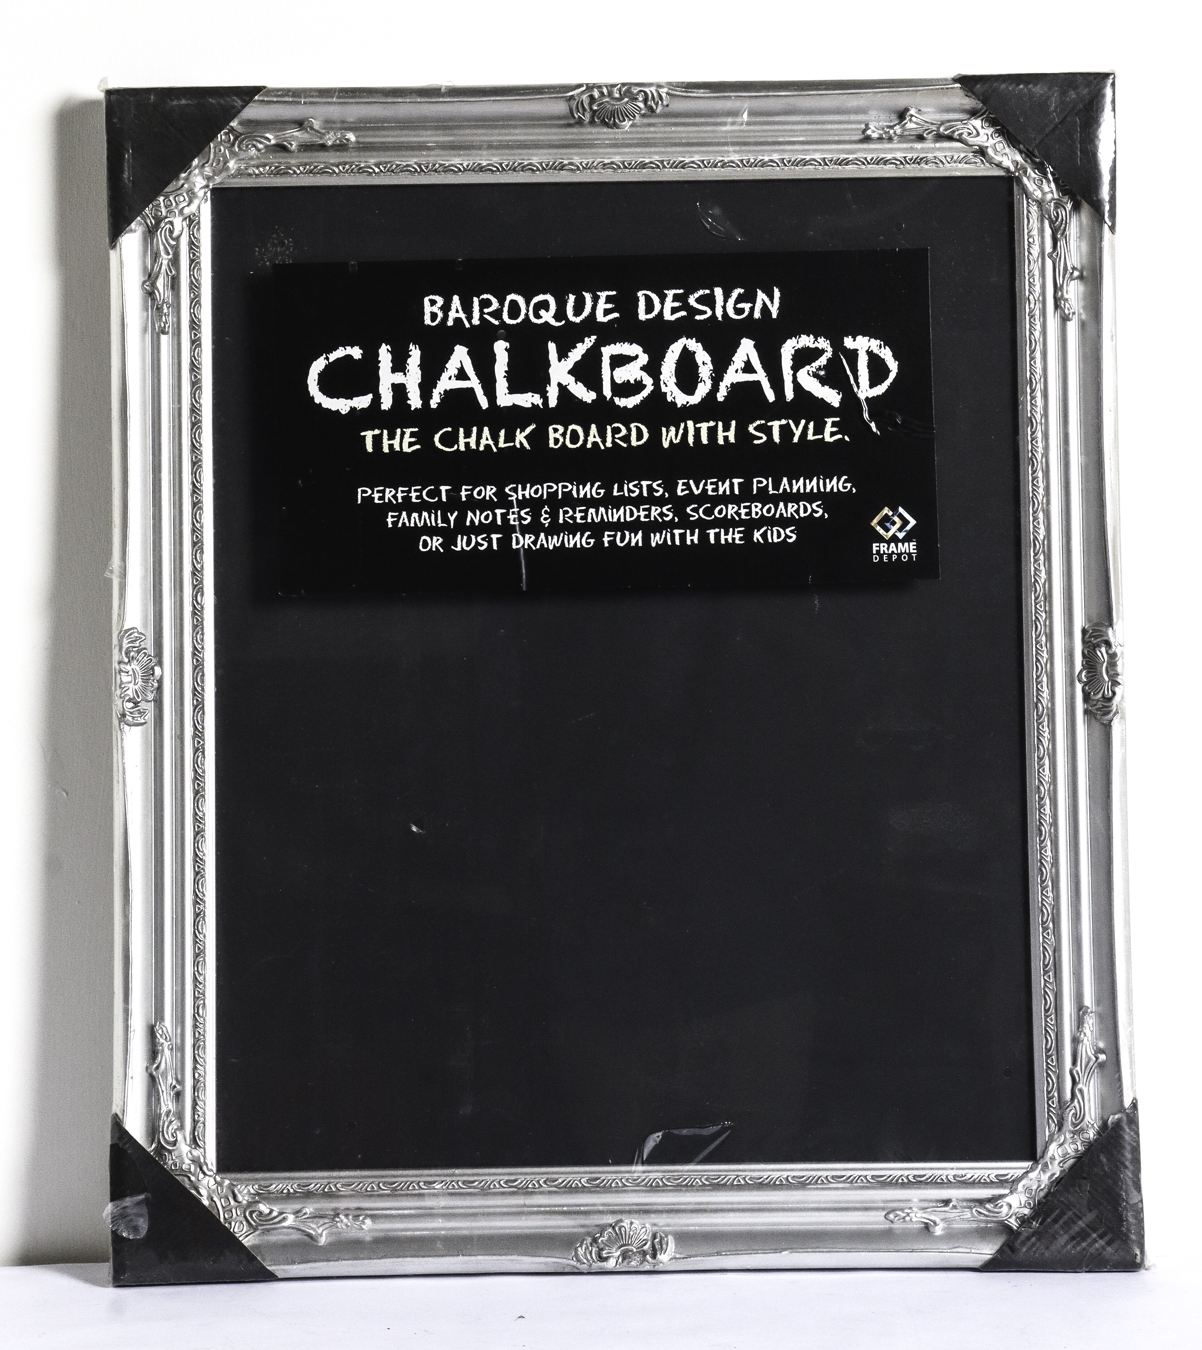 BAROQUE DESIGN
CHALKBOARD
THE CHALK BOARD WITH STYLE.
PERFECT FOR SHOPPING LISTS, EVENT PLANNING,
FAMILY NOTES & REMINDERS, SCOREBOARDS,
OR JUST DRAWING FUN WITH THE KIDS
FRAME
DEPOT